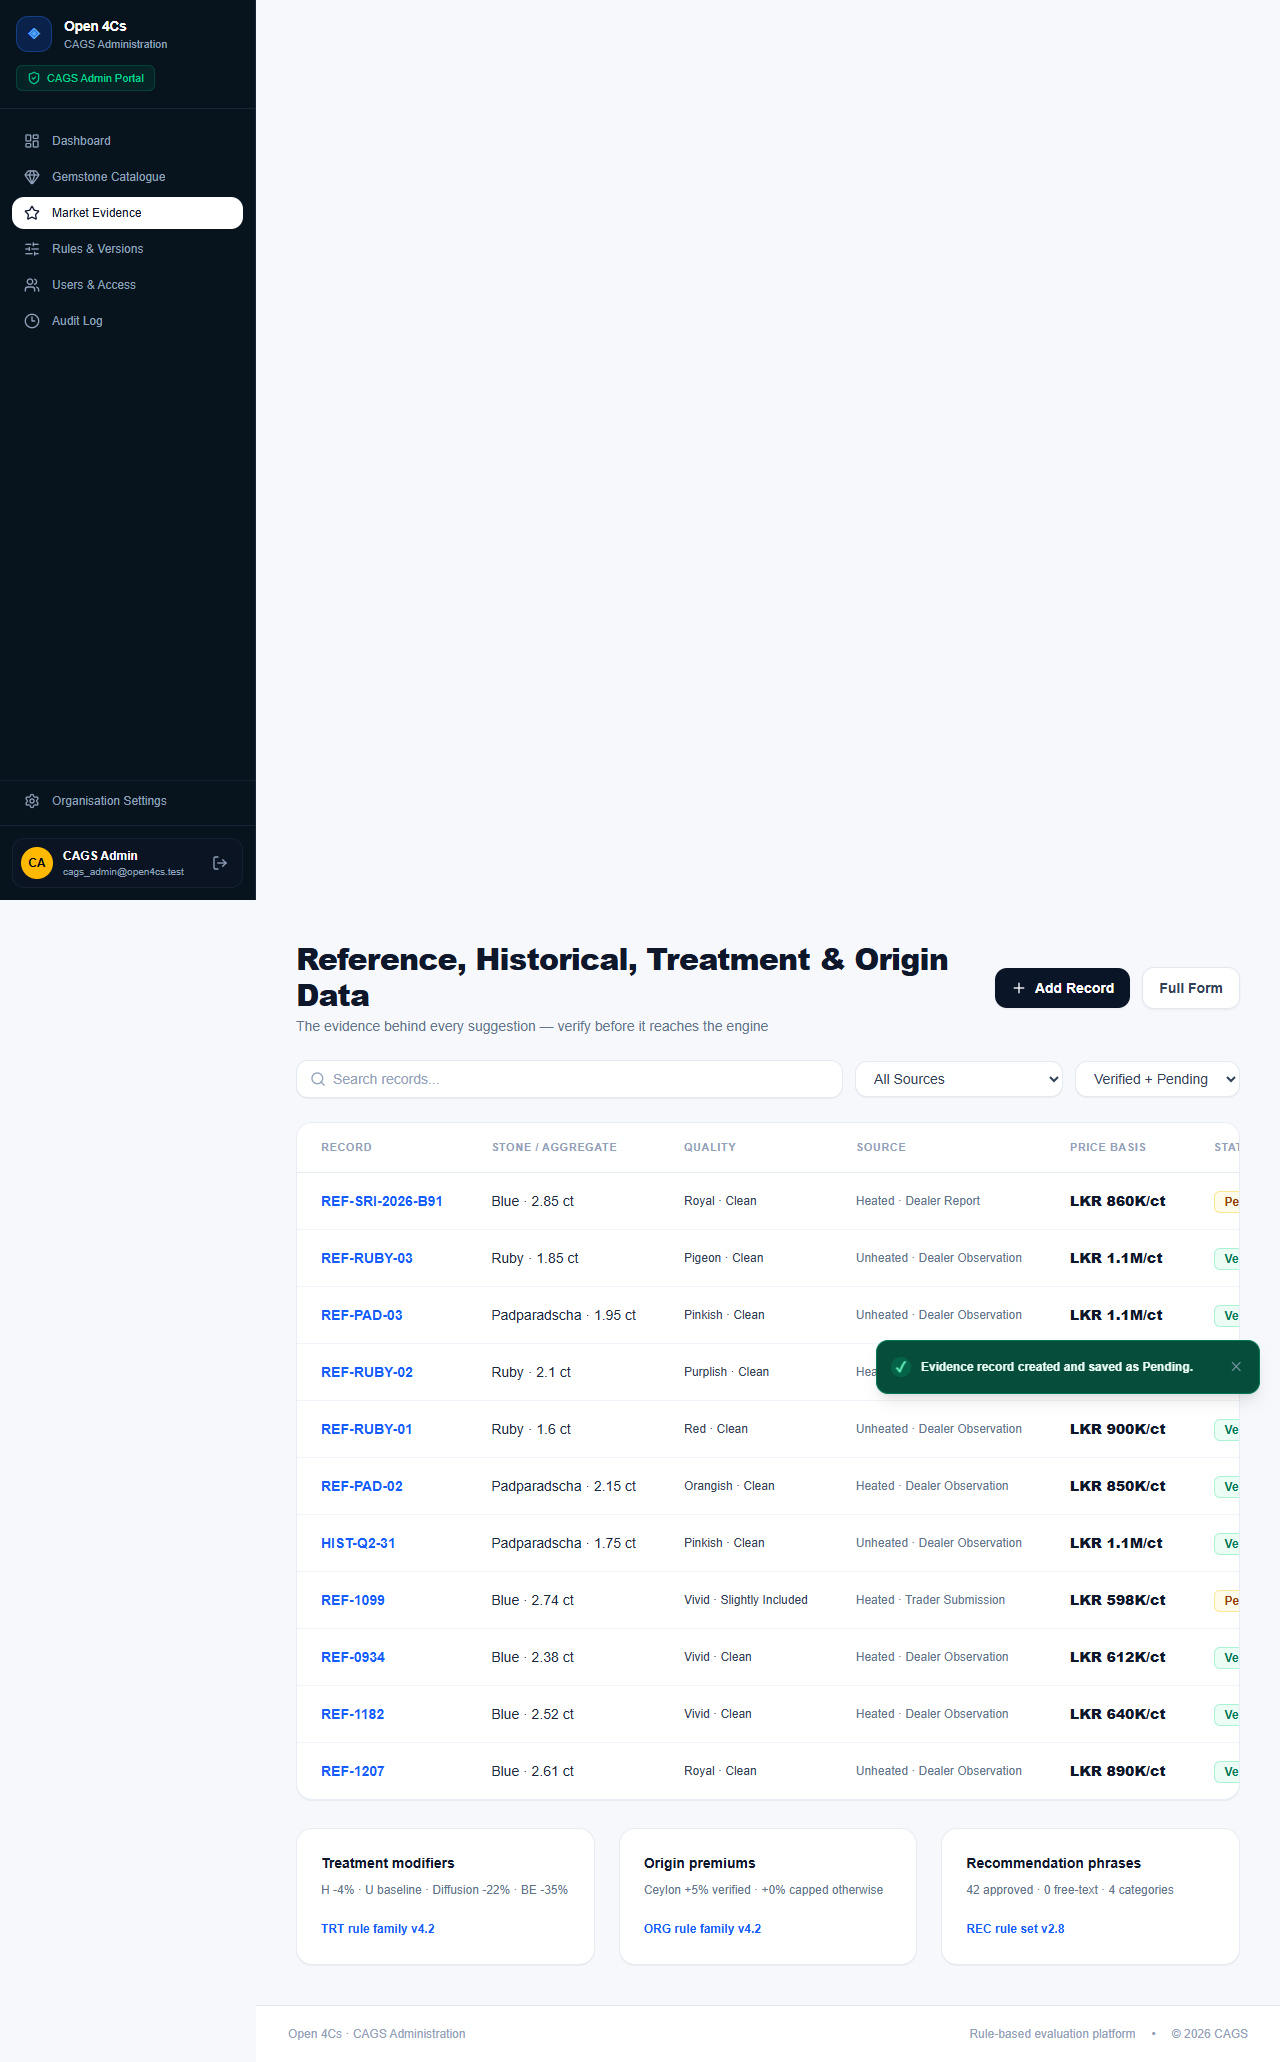 Open 4Cs
CAGS Administration
CAGS Admin Portal
Dashboard
Gemstone Catalogue
Market Evidence
Rules & Versions
Users & Access
Audit Log
Organisation Settings
CA
CAGS Admin
cags_admin@open4cs.test
Reference, Historical, Treatment & Origin
Data
The evidence behind every suggestion — verify before it reaches the engine
Add Record
Full Form
Search records...
All Sources
Verified + Pending
RECORD STONE / AGGREGATE QUALITY SOURCE PRICE BASIS STAT
REF-SRI-2026-B91 Blue · 2.85 ct Royal · Clean Heated · Dealer Report LKR 860K/ct Pe
REF-RUBY-03 Ruby · 1.85 ct Pigeon · Clean Unheated · Dealer Observation LKR 1.1M/ct Ve
REF-PAD-03 Padparadscha · 1.95 ct Pinkish · Clean Unheated · Dealer Observation LKR 1.1M/ct Ve
REF-RUBY-02 Ruby · 2.1 ct Purplish · Clean Hea
Evidence record created and saved as Pending.
REF-RUBY-01 Ruby · 1.6 ct Red · Clean Unheated · Dealer Observation LKR 900K/ct Ve
REF-PAD-02 Padparadscha · 2.15 ct Orangish · Clean Heated · Dealer Observation LKR 850K/ct Ve
HIST-Q2-31 Padparadscha · 1.75 ct Pinkish · Clean Unheated · Dealer Observation LKR 1.1M/ct Ve
REF-1099 Blue · 2.74 ct Vivid · Slightly Included Heated · Trader Submission LKR 598K/ct Pe
REF-0934 Blue · 2.38 ct Vivid · Clean Heated · Dealer Observation LKR 612K/ct Ve
REF-1182 Blue · 2.52 ct Vivid · Clean Heated · Dealer Observation LKR 640K/ct Ve
REF-1207 Blue · 2.61 ct Royal · Clean Unheated · Dealer Observation LKR 890K/ct Ve
Treatment modifiers
H -4% · U baseline · Diffusion -22% · BE -35%
TRT rule family v4.2
Origin premiums
Ceylon +5% verified · +0% capped otherwise
ORG rule family v4.2
Recommendation phrases
42 approved · 0 free-text · 4 categories
REC rule set v2.8
Open 4Cs · CAGS Administration
Rule-based evaluation platform • © 2026 CAGS